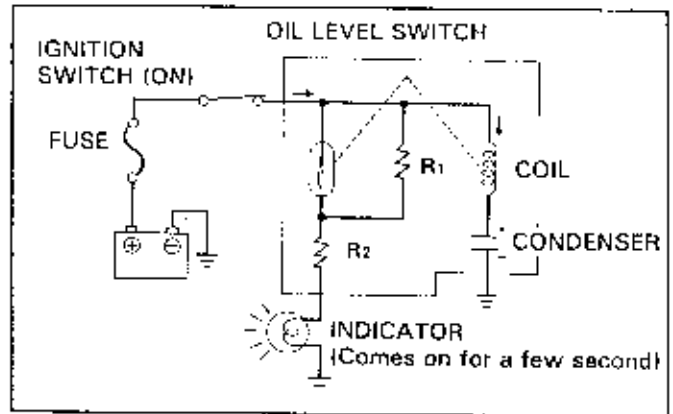 OIL LEVEL SWITCH
IGNITION
SWITCH (ON)
FUSE
R1
COIL
R2
CONDENSER
INDICATOR
(Comes on for a few second)